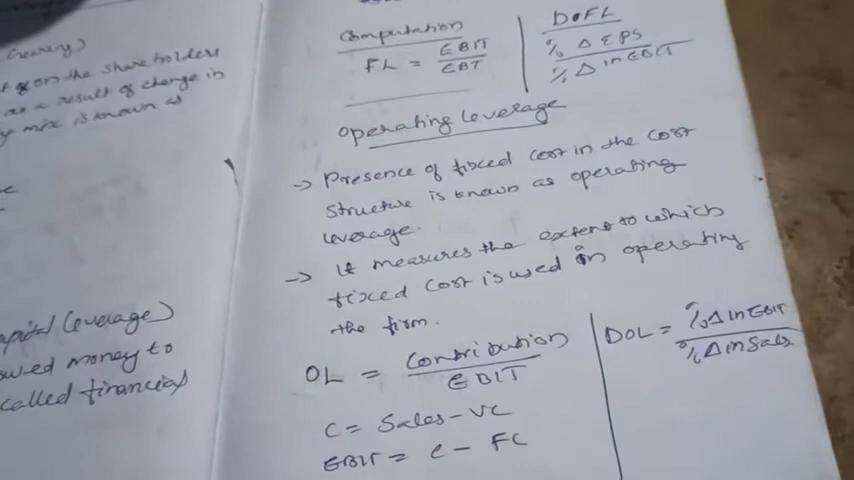 t on the shareholders
as a result of change in
mix is known as
apital Leverage)
owed money to
called financial
Computation
FL = EBIT / EBT
DOFL
% Δ EPS / % Δ in EBIT
Operating Leverage
-> Presence of fixed cost in the cost
structure is known as operating
leverage.
-> It measures the extent to which
fixed cost is used in operating
the firm.
OL = Contribution / EBIT
C = Sales - VC
EBIT = C - FC
DOL = % Δ in EBIT / % Δ in Sales